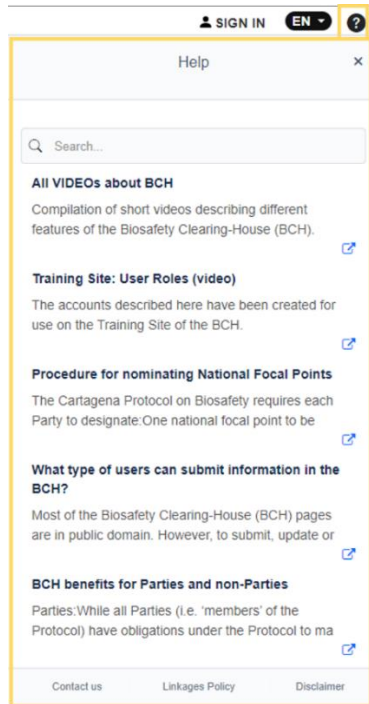 SIGN IN EN ?
Help ×
Search...
All VIDEOs about BCH
Compilation of short videos describing different
features of the Biosafety Clearing-House (BCH).
Training Site: User Roles (video)
The accounts described here have been created for
use on the Training Site of the BCH.
Procedure for nominating National Focal Points
The Cartagena Protocol on Biosafety requires each
Party to designate:One national focal point to be
What type of users can submit information in the
BCH?
Most of the Biosafety Clearing-House (BCH) pages
are in public domain. However, to submit, update or
BCH benefits for Parties and non-Parties
Parties:While all Parties (i.e. ‘members’ of the
Protocol) have obligations under the Protocol to ma
Contact us Linkages Policy Disclaimer